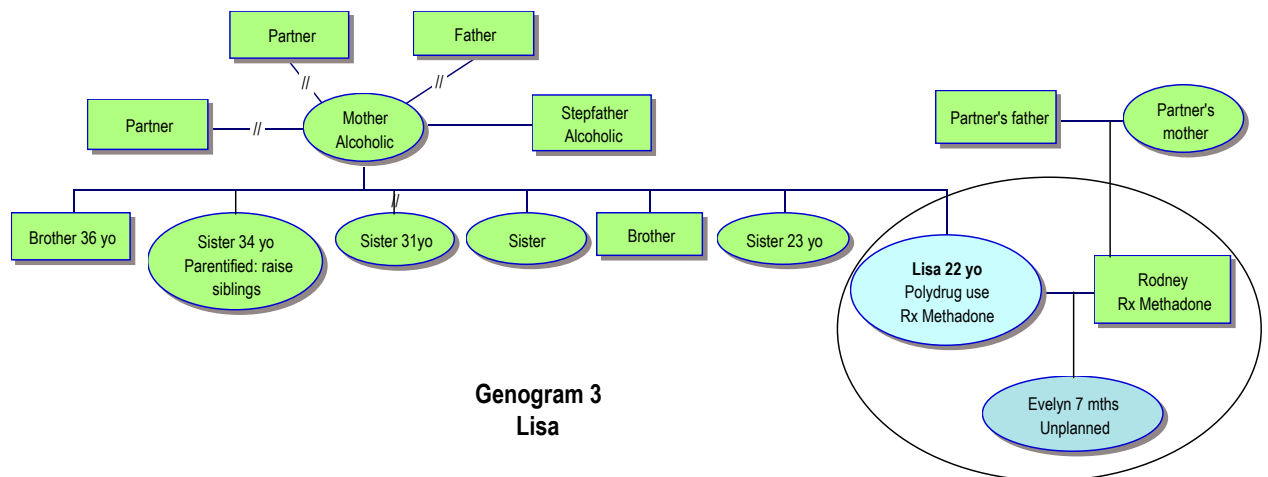 Partner
Father
Partner
//
//
//
Mother
Alcoholic
Stepfather
Alcoholic
Partner's father
Partner's
mother
//
Brother 36 yo
Sister 34 yo
Parentified: raise
siblings
Sister 31yo
Sister
Brother
Sister 23 yo
Lisa 22 yo
Polydrug use
Rx Methadone
Rodney
Rx Methadone
Evelyn 7 mths
Unplanned
Genogram 3
Lisa